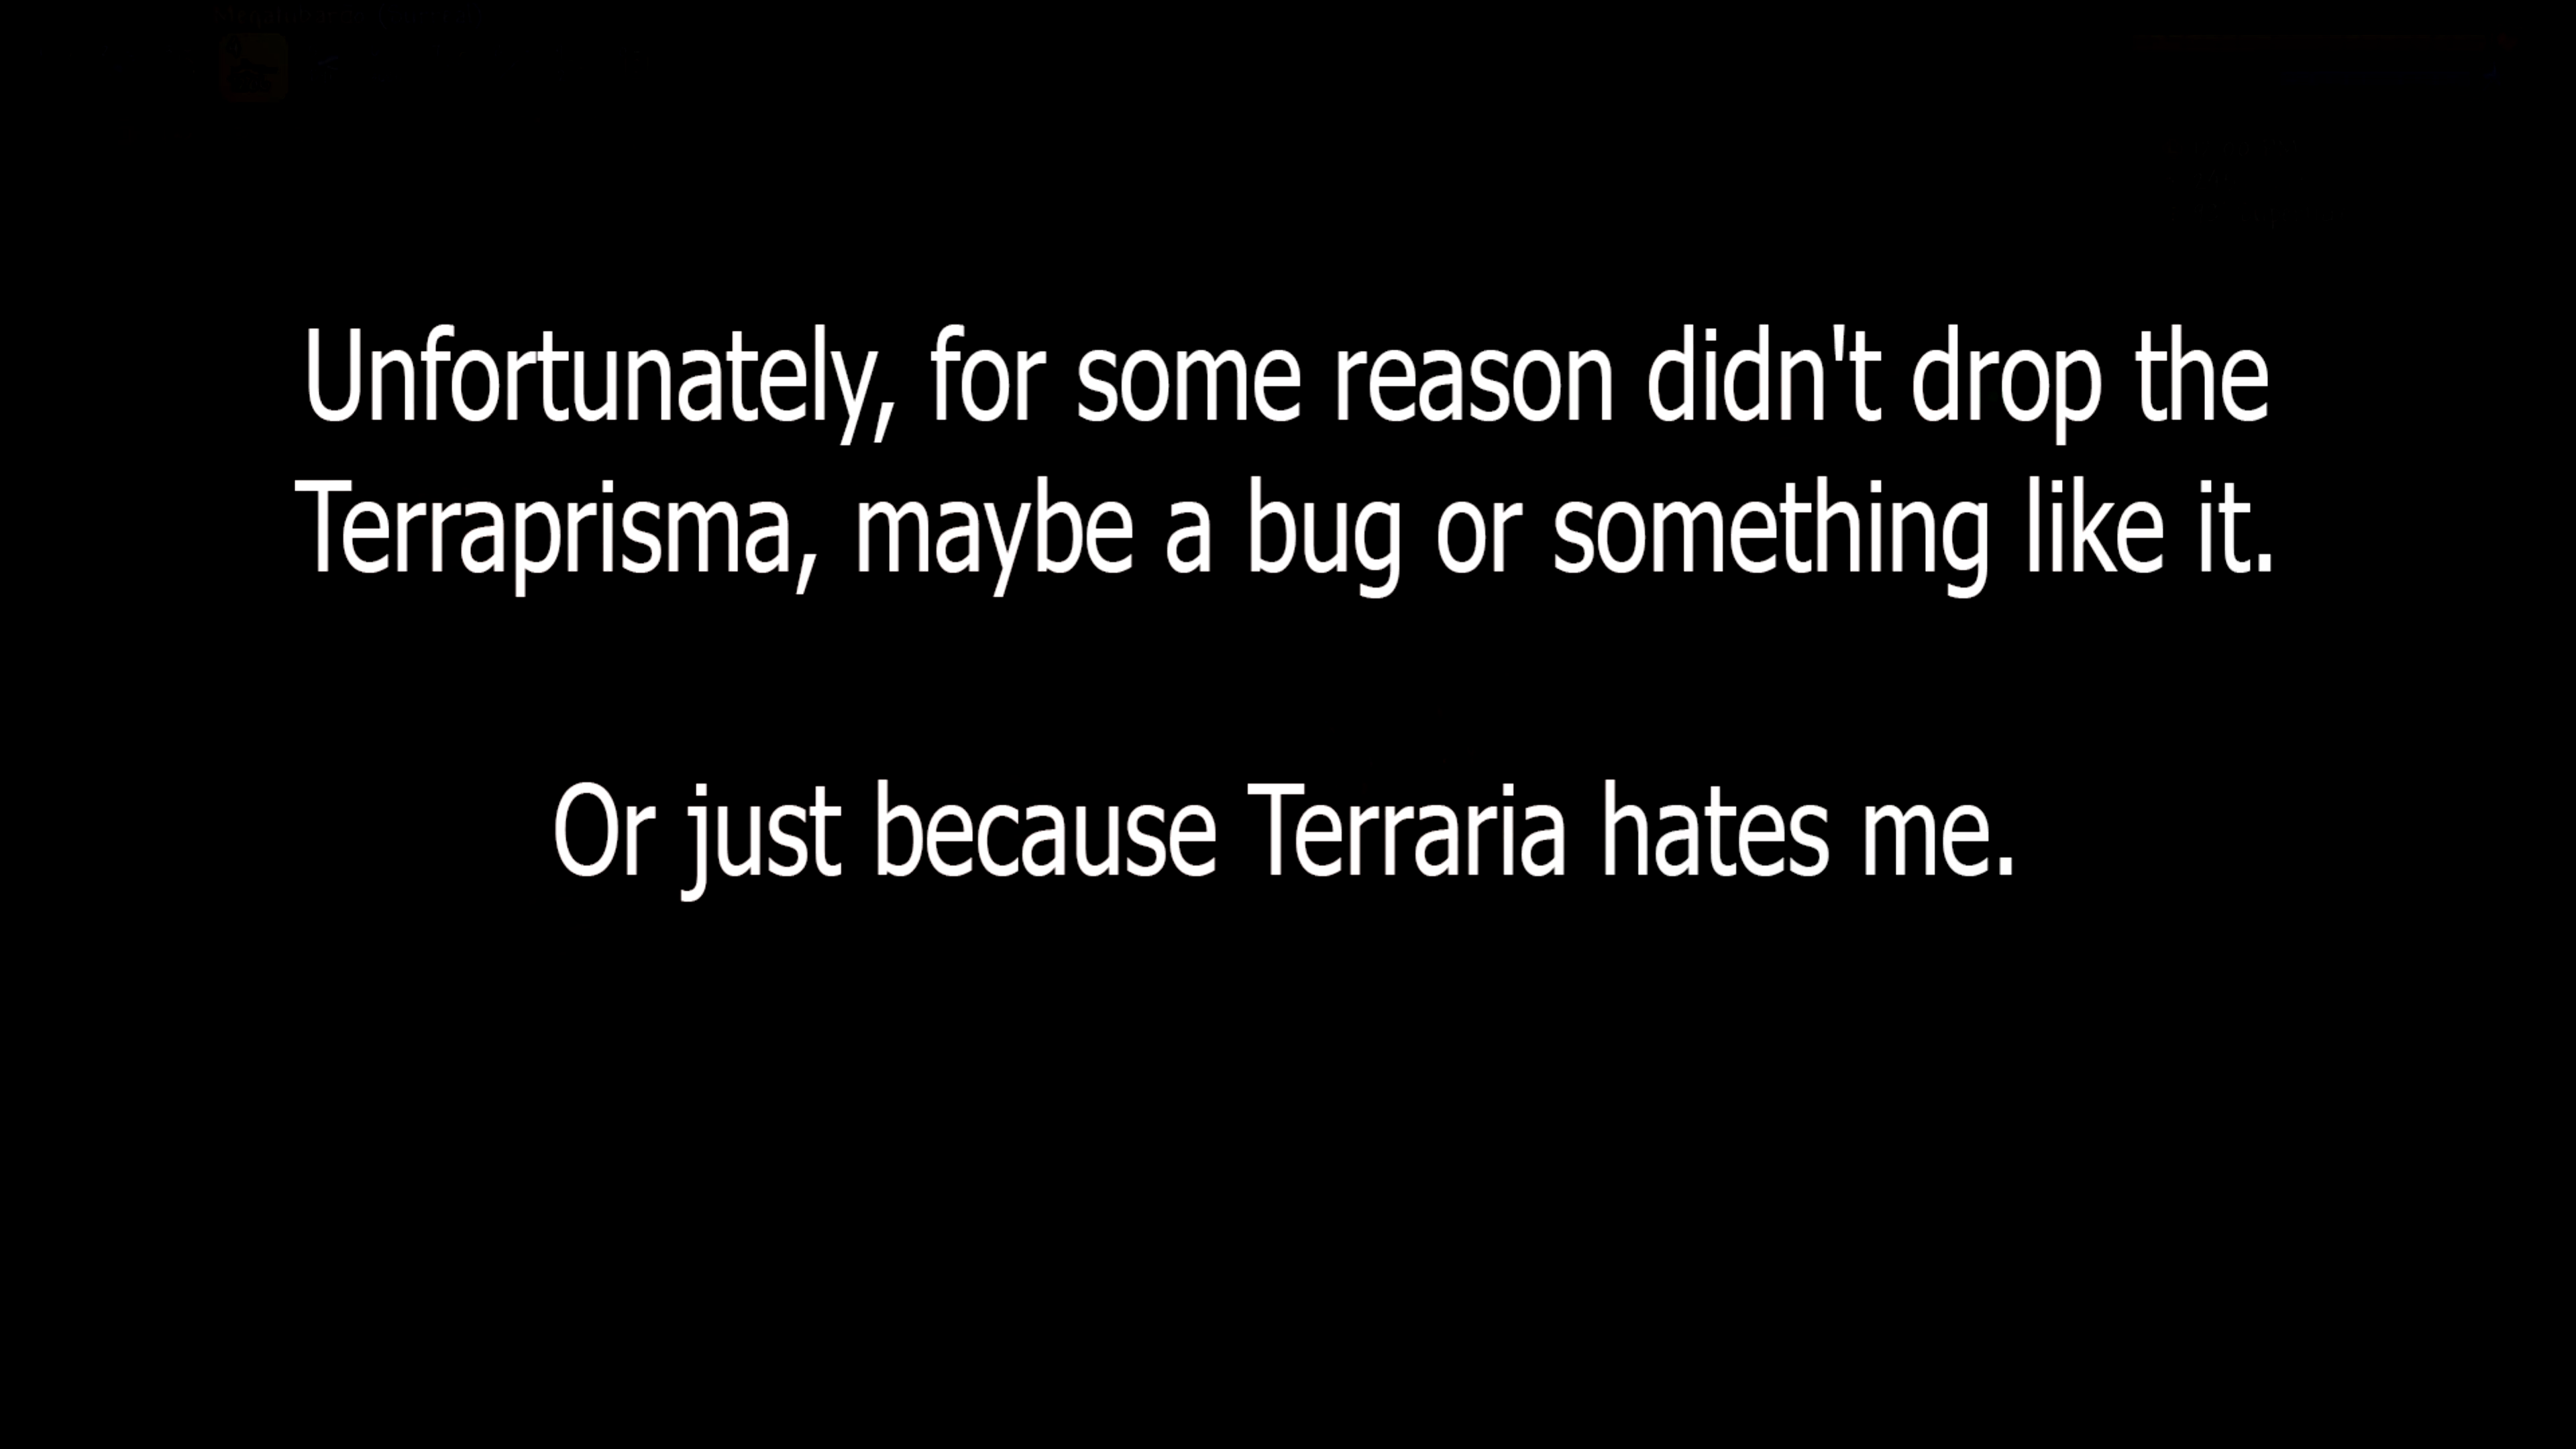 Unfortunately, for some reason didn't drop the
Terraprisma, maybe a bug or something like it.
Or just because Terraria hates me.